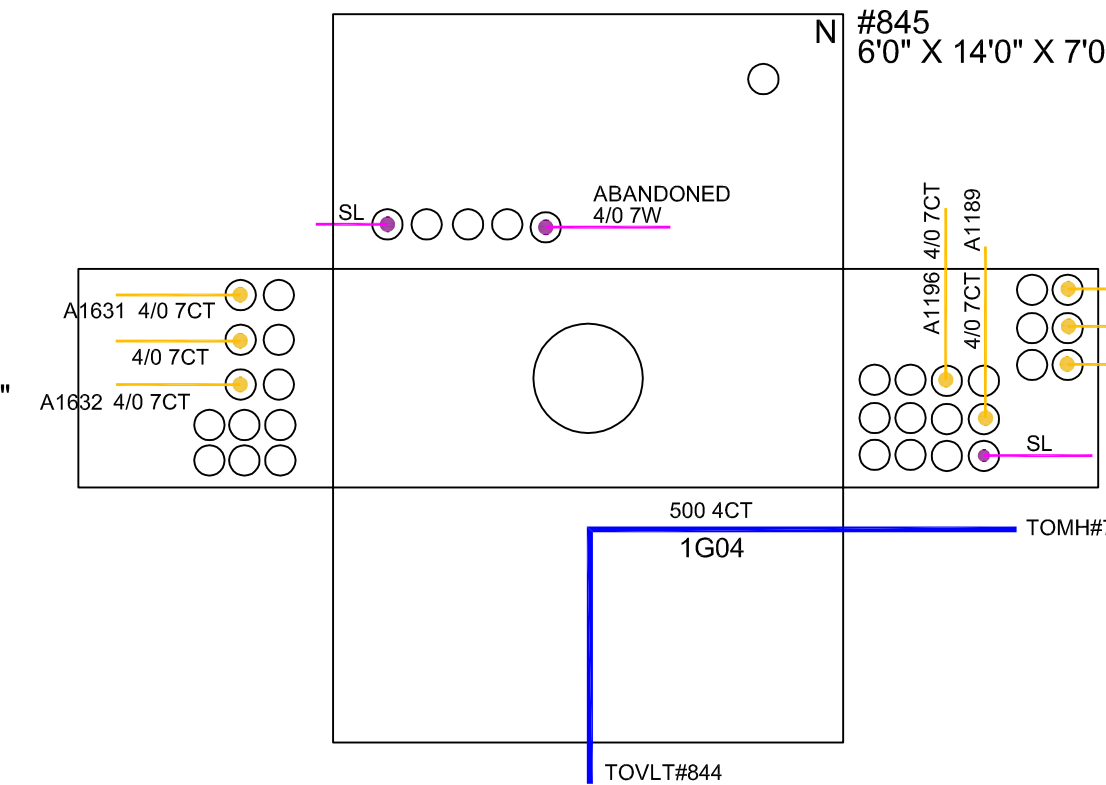 N
#845
6'0" X 14'0" X 7'0
ABANDONED
4/0 7W
SL
A1196 4/0 7CT
A1189
4/0 7CT
A1631 4/0 7CT
4/0 7CT
"
A1632 4/0 7CT
SL
500 4CT
1G04
TOMH#7
TOVLT#844